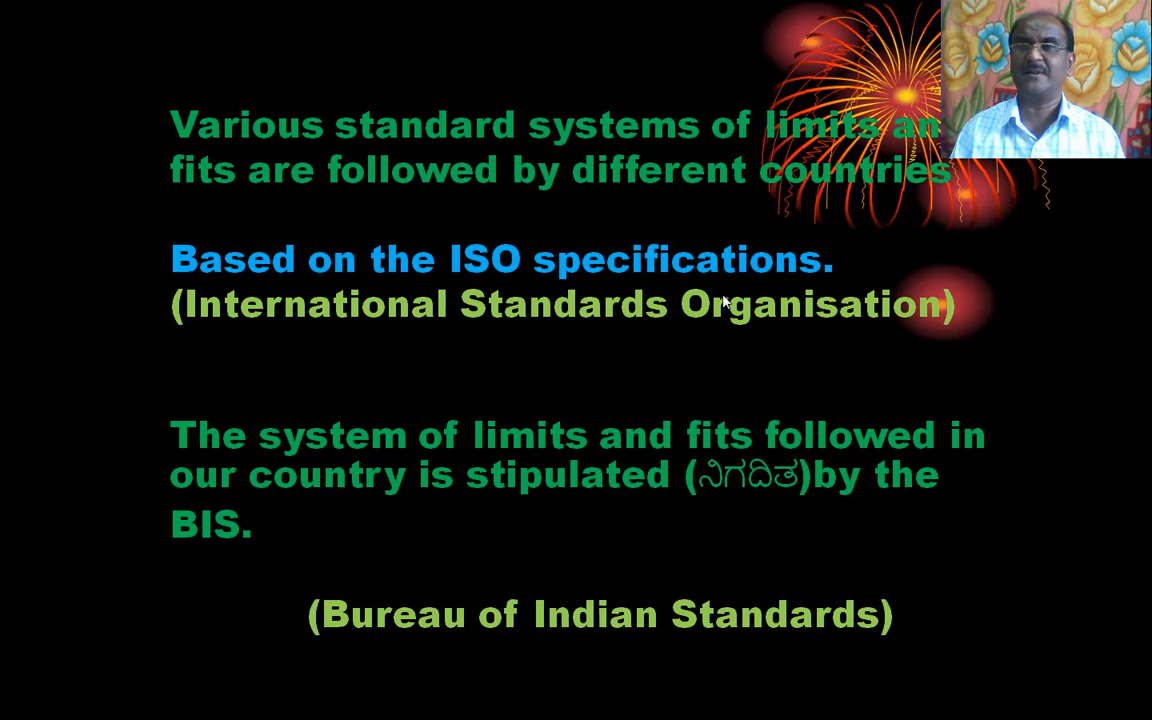 Various standard systems of limits an
fits are followed by different countries
Based on the ISO specifications.
(International Standards Organisation)
The system of limits and fits followed in
our country is stipulated (ನಿಗದಿತ)by the
BIS.
(Bureau of Indian Standards)